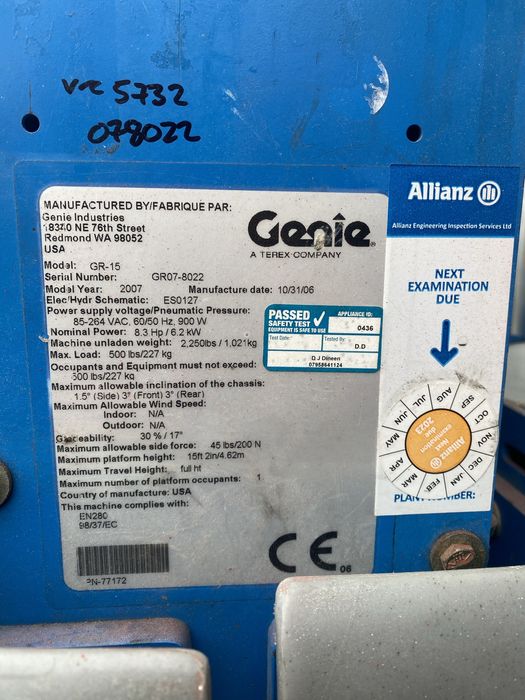 VR 5732
078022
MANUFACTURED BY/FABRIQUE PAR:
Genie Industries
18340 NE 76th Street
Redmond WA 98052
USA
Genie
A TEREX COMPANY
Model: GR-15
Serial Number: GR07-8022
Model Year: 2007 Manufacture date: 10/31/06
Elec/Hydr Schematic: ES0127
Power supply voltage/Pneumatic Pressure:
85-264 VAC, 60/50 Hz, 900 W
Nominal Power: 8.3 Hp / 6.2 kW
Machine unladen weight: 2,250lbs / 1,021kg
Max. Load: 500 lbs/227 kg
Occupants and Equipment must not exceed:
500 lbs/227 kg
Maximum allowable inclination of the chassis:
1.5° (Side) 3° (Front) 3° (Rear)
Maximum Allowable Wind Speed:
Indoor: N/A
Outdoor: N/A
Gradeability: 30 % / 17°
Maximum allowable side force: 45 lbs/200 N
Maximum platform height: 15ft 2in/4.62m
Maximum Travel Height: full ht
Maximum number of platform occupants: 1
Country of manufacture: USA
This machine complies with:
EN280
98/37/EC
PN-77172
CE 06
PASSED
SAFETY TEST
EQUIPMENT IS SAFE TO USE
APPLIANCE ID:
0436
Test Date:
Tested By:
D.D
D J Dineen
07958641124
Allianz
Allianz Engineering Inspection Services Ltd
NEXT
EXAMINATION
DUE
JAN FEB MAR APR MAY JUN JUL AUG SEP OCT NOV DEC
Allianz
Next
examination
due
2023
PLANT NUMBER: